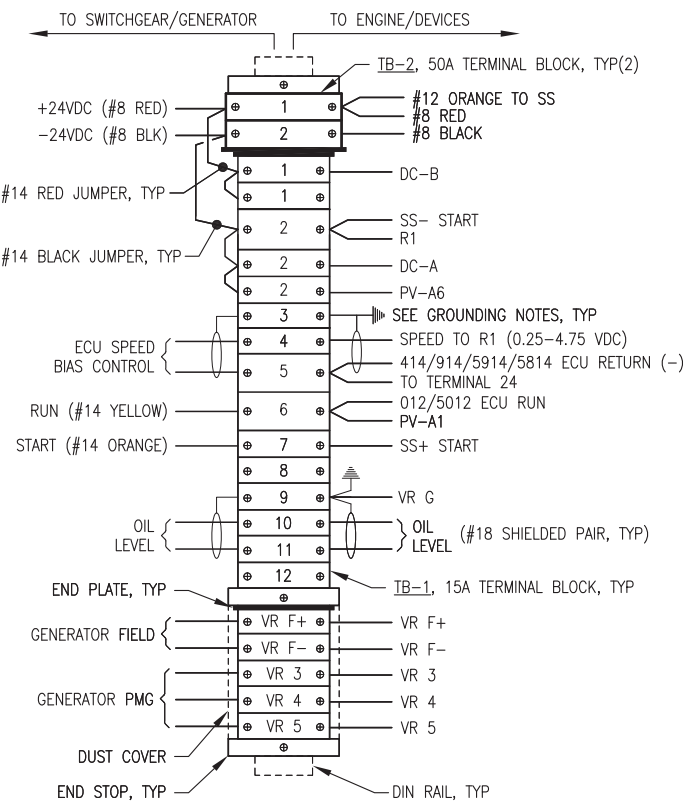 TO SWITCHGEAR/GENERATOR
TO ENGINE/DEVICES
TB-2, 50A TERMINAL BLOCK, TYP(2)
+24VDC (#8 RED)
1
#12 ORANGE TO SS
#8 RED
-24VDC (#8 BLK)
2
#8 BLACK
1
DC-B
#14 RED JUMPER, TYP
1
2
SS- START
R1
#14 BLACK JUMPER, TYP
2
DC-A
2
PV-A6
3
SEE GROUNDING NOTES, TYP
ECU SPEED
BIAS CONTROL
4
SPEED TO R1 (0.25-4.75 VDC)
5
414/914/5914/5814 ECU RETURN (-)
TO TERMINAL 24
RUN (#14 YELLOW)
6
012/5012 ECU RUN
PV-A1
START (#14 ORANGE)
7
SS+ START
8
9
VR G
OIL
LEVEL
10
11
OIL
LEVEL
(#18 SHIELDED PAIR, TYP)
12
TB-1, 15A TERMINAL BLOCK, TYP
END PLATE, TYP
GENERATOR FIELD
VR F+
VR F+
VR F-
VR F-
GENERATOR PMG
VR 3
VR 3
VR 4
VR 4
VR 5
VR 5
DUST COVER
END STOP, TYP
DIN RAIL, TYP